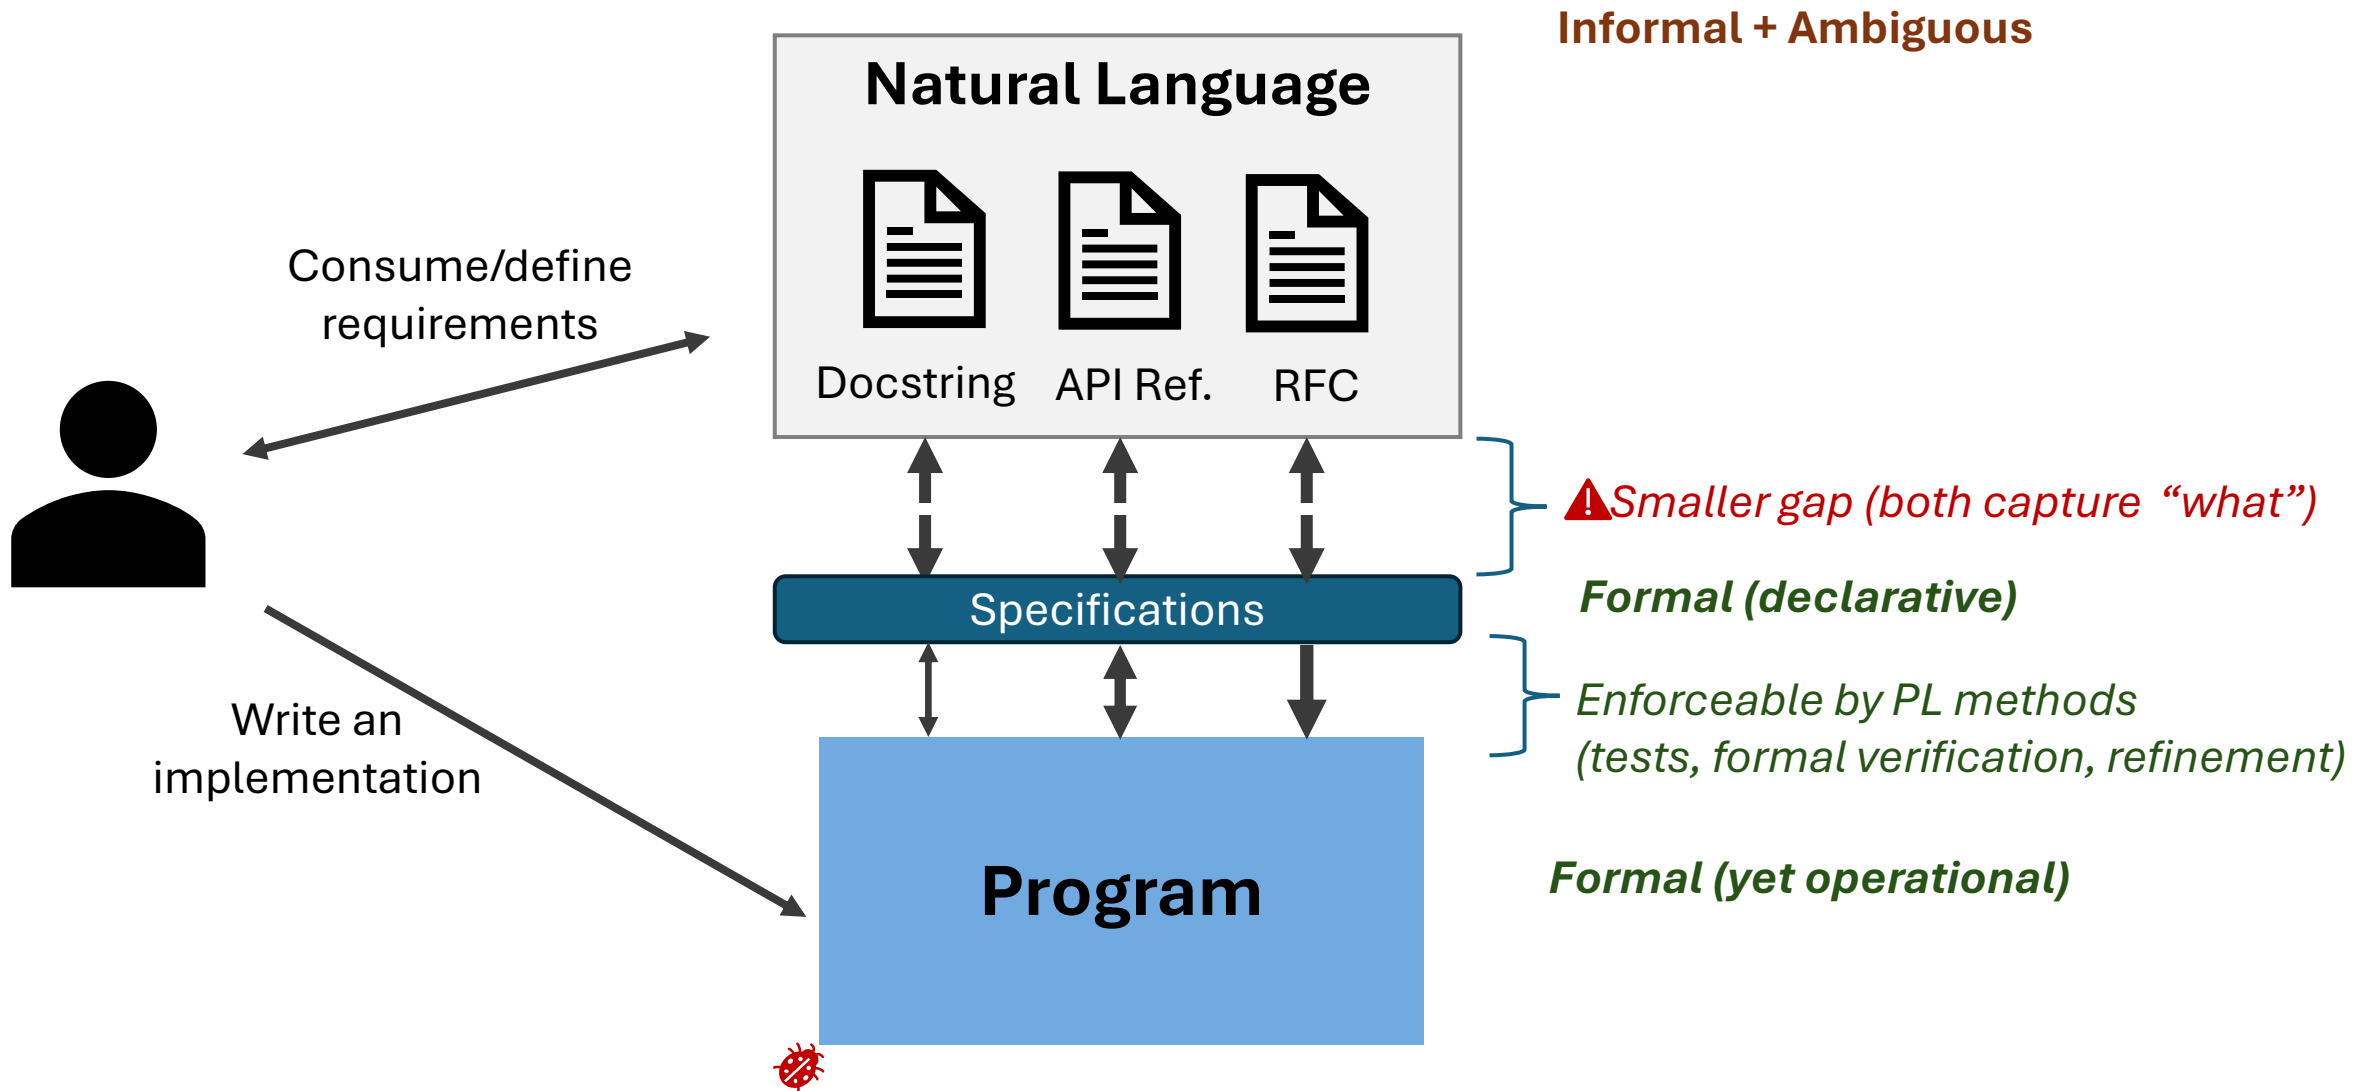 Informal + Ambiguous
Natural Language
Docstring
API Ref.
RFC
Consume/define
requirements
Smaller gap (both capture “what”)
Specifications
Formal (declarative)
Enforceable by PL methods
(tests, formal verification, refinement)
Write an
implementation
Program
Formal (yet operational)